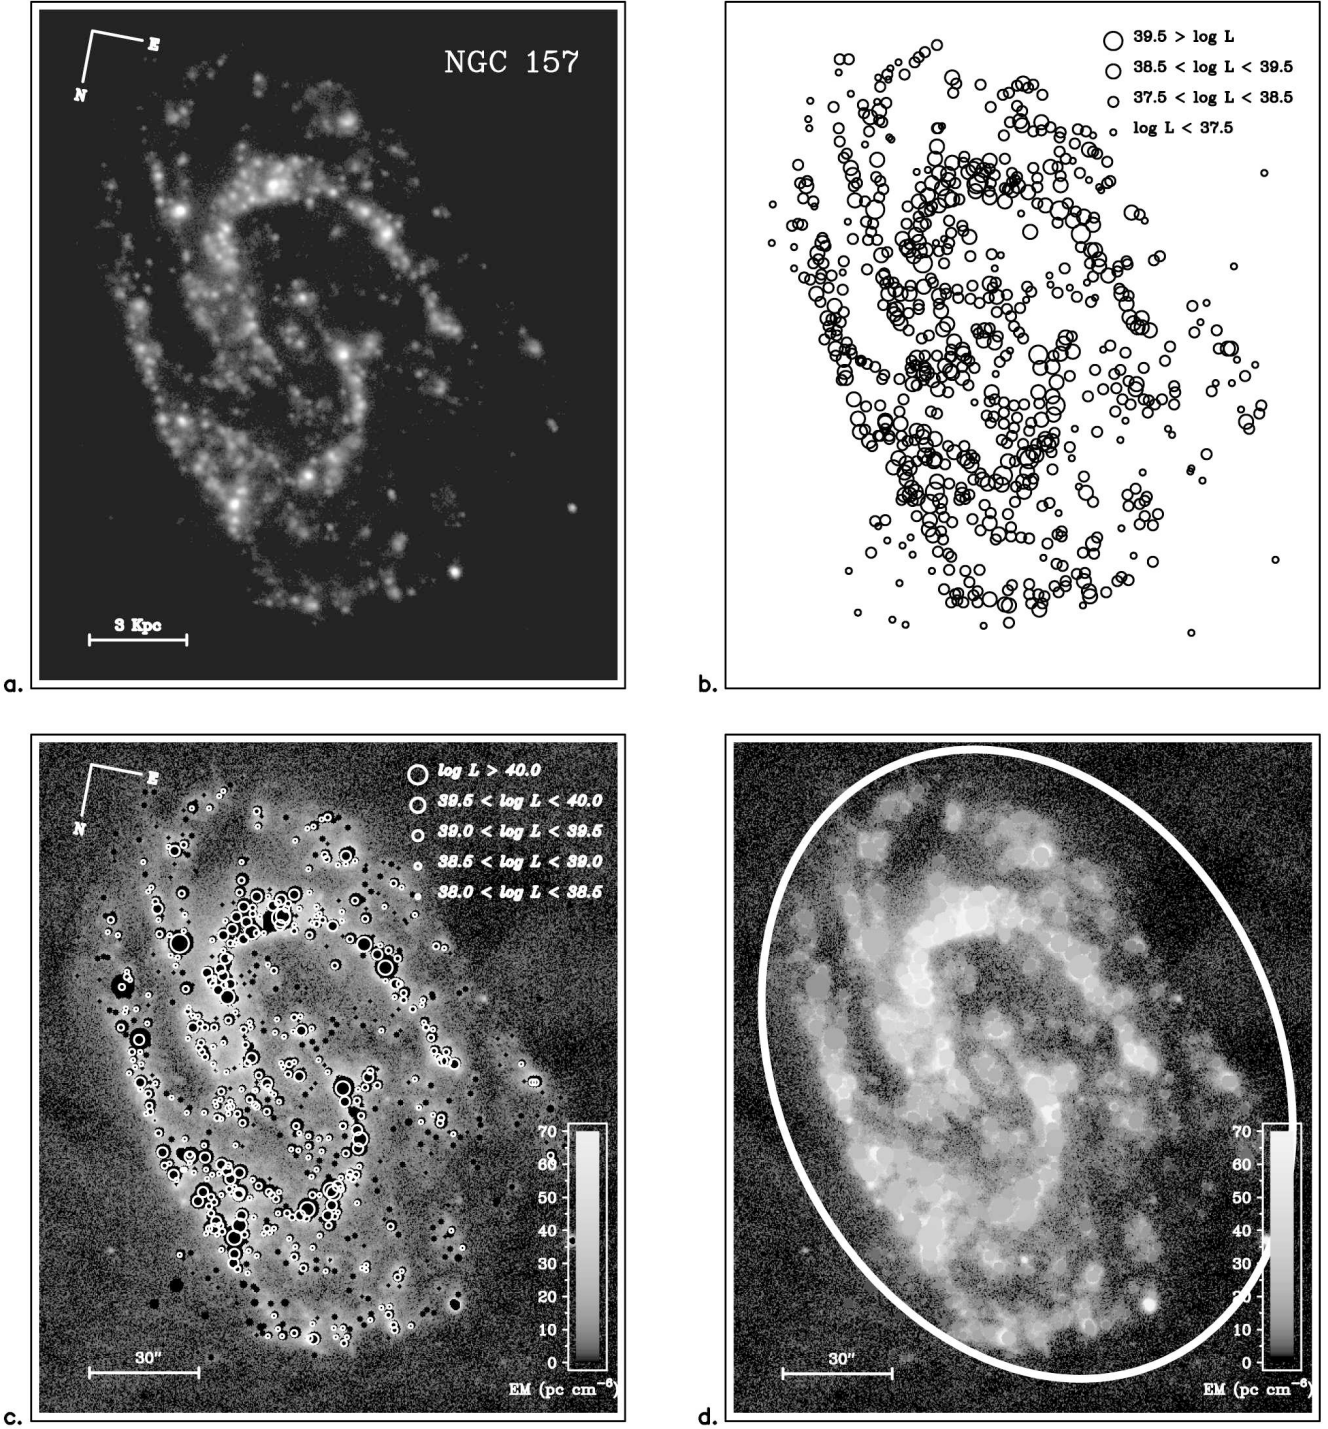 E
N
NGC 157
3 Kpc
a.
39.5 > log L
38.5 < log L < 39.5
37.5 < log L < 38.5
log L < 37.5
b.
E
N
log L > 40.0
39.5 < log L < 40.0
39.0 < log L < 39.5
38.5 < log L < 39.0
38.0 < log L < 38.5
70
60
50
40
30
20
10
0
30"
EM (pc cm⁻⁶)
c.
70
60
50
40
30
20
10
0
30"
EM (pc cm⁻⁶)
d.